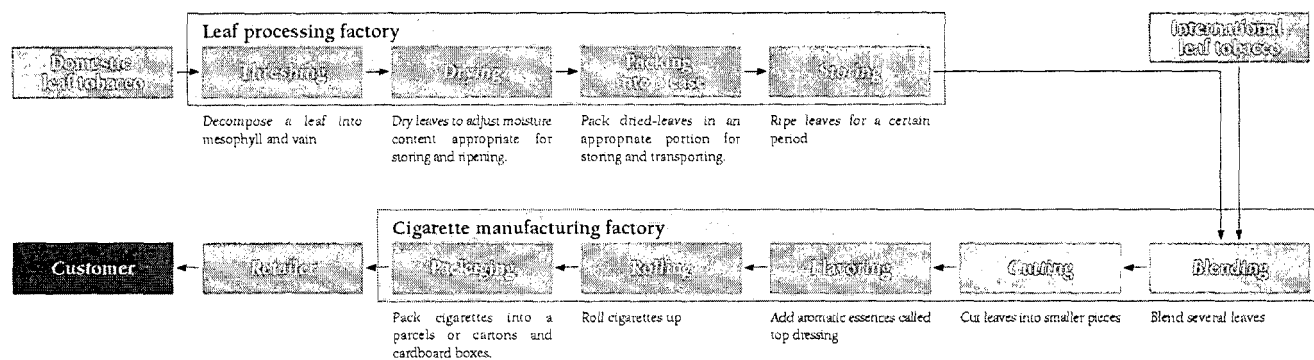 Leaf processing factory
International
leaf tobacco
Domestic
leaf tobacco
Threshing
Drying
Packing
into a case
Storing
Decompose a leaf into
mesophyll and vain
Dry leaves to adjust moisture
content appropriate for
storing and ripening.
Pack dried-leaves in an
appropriate portion for
storing and transporting.
Ripe leaves for a certain
period
Cigarette manufacturing factory
Customer
Retailer
Packaging
Rolling
Flavoring
Cutting
Blending
Pack cigarettes into a
parcels or cartons and
cardboard boxes.
Roll cigarettes up
Add aromatic essences called
top dressing
Cut leaves into smaller pieces
Blend several leaves